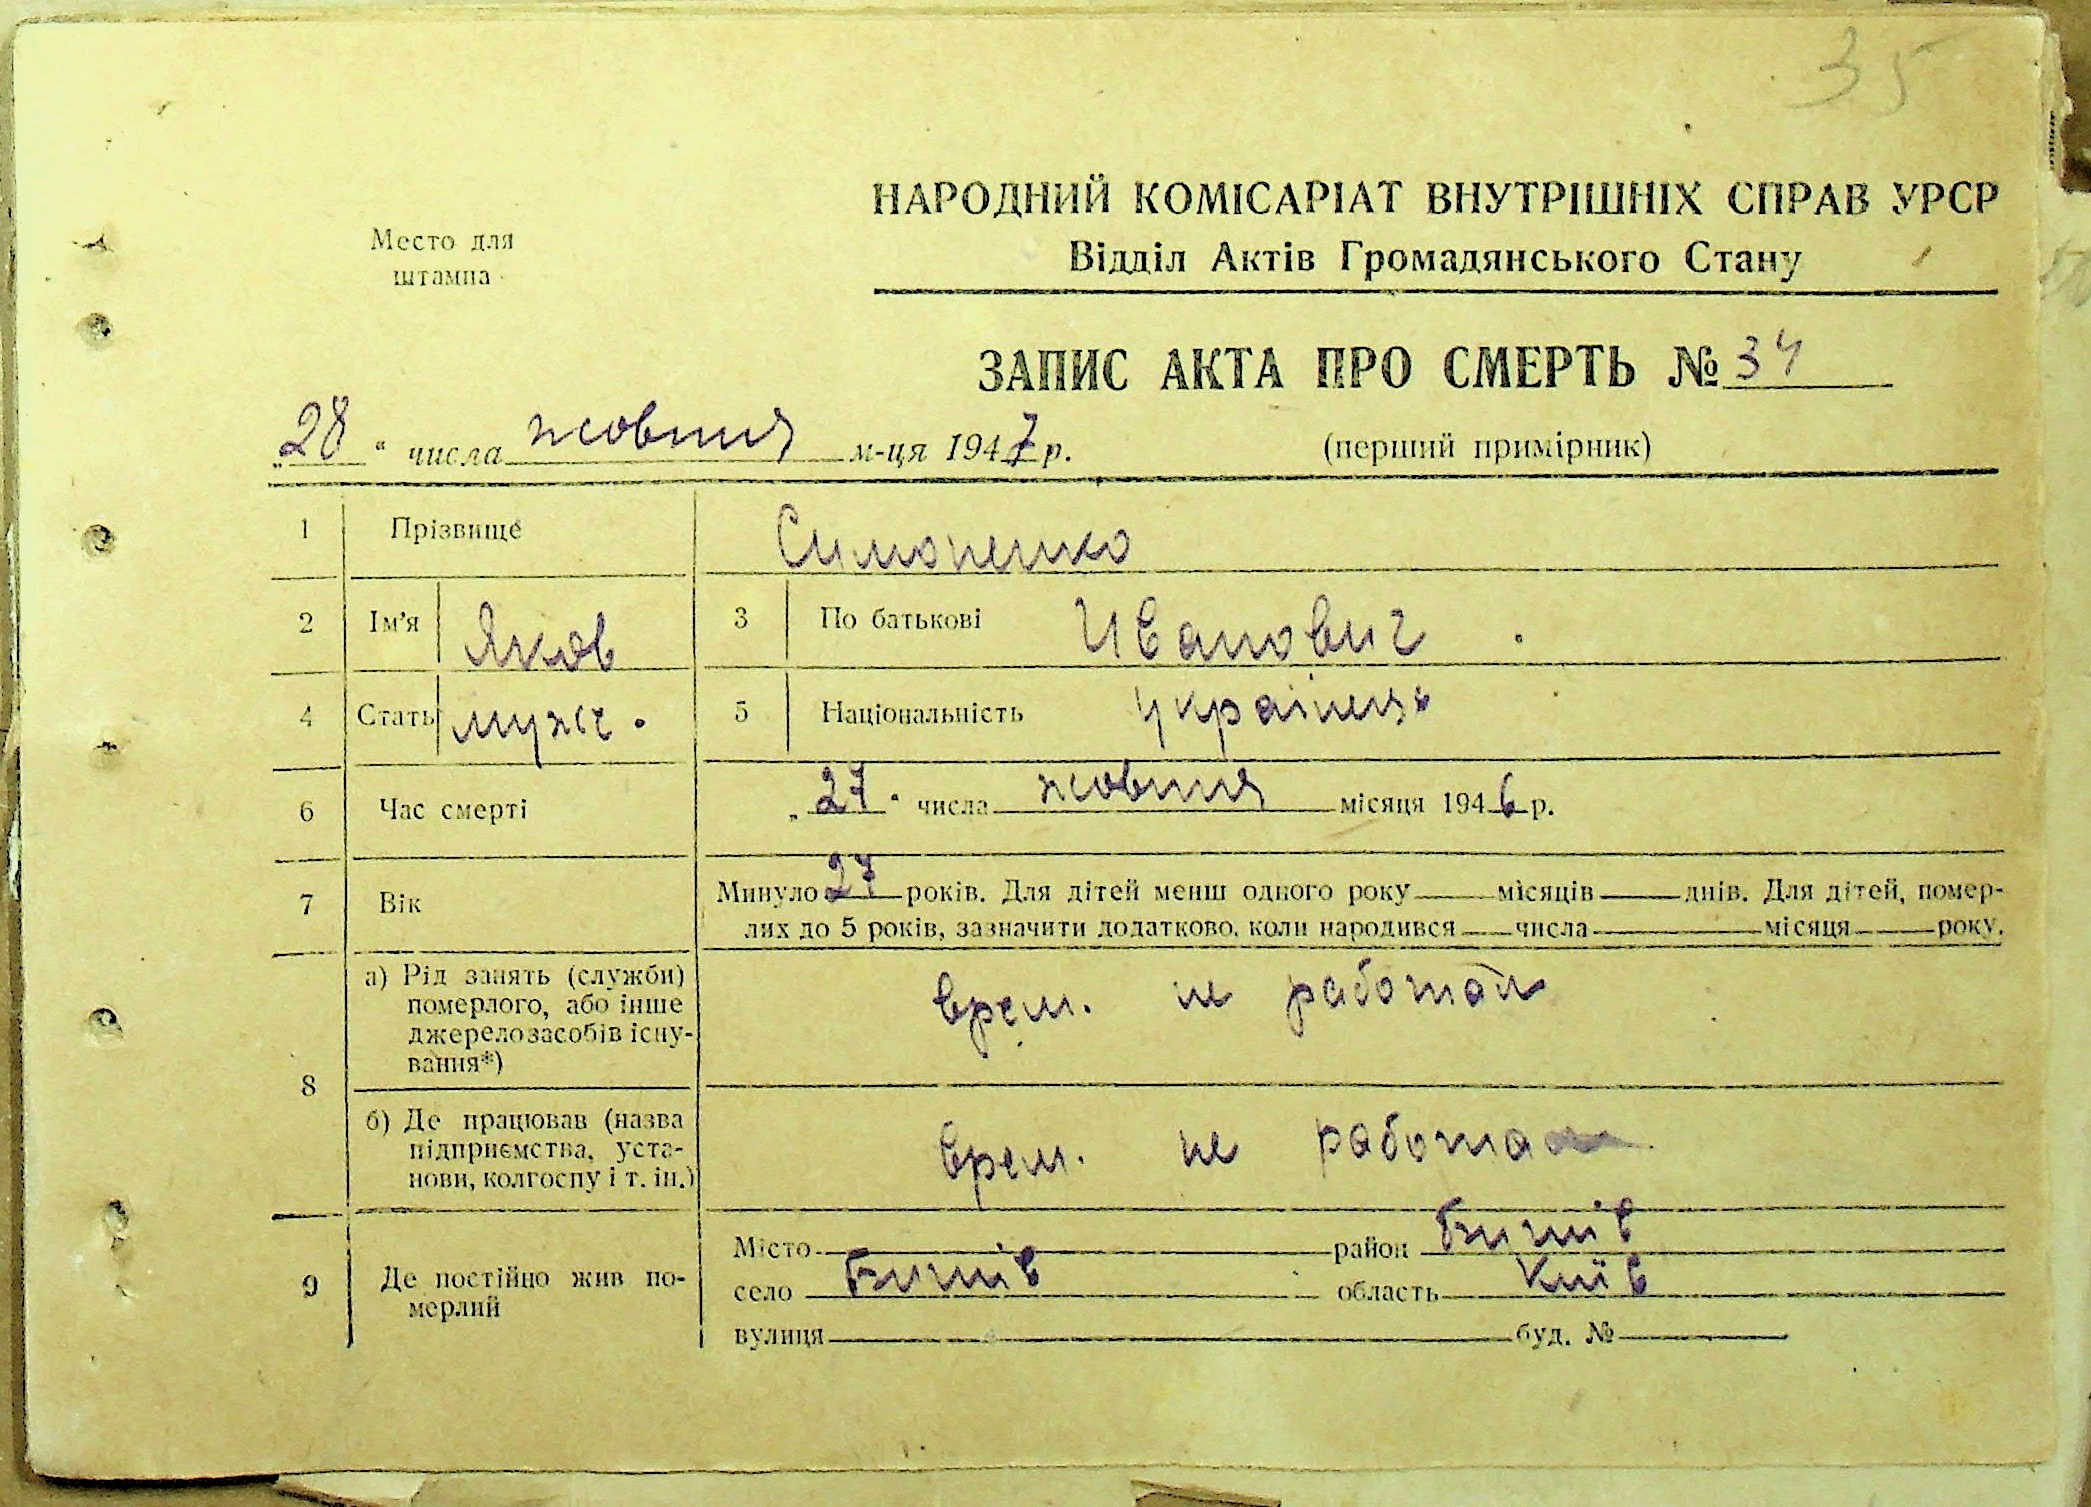 35
Место для
штампа
НАРОДНИЙ КОМІСАРІАТ ВНУТРІШНІХ СПРАВ УРСР
Відділ Актів Громадянського Стану
ЗАПИС АКТА ПРО СМЕРТЬ № 34
„28“ числа жовтня м-ця 1947 р. (перший примірник)
1 Прізвище Симоненко
2 Ім'я Яков 3 По батькові Иванович
4 Стать муж. 5 Національність українець
6 Час смерті „27“ числа жовтня місяця 1946 р.
7 Вік Минуло 27 років. Для дітей менш одного року місяців днів. Для дітей, помер-
лих до 5 років, зазначити додатково, коли народився числа місяця року.
8 а) Рід занять (служби)
померлого, або інше
джерело засобів існу-
вання*) врем. не работал
б) Де працював (назва
підприємства, уста-
нови, колгоспу і т. ін.) врем. не работал
9 Де постійно жив по-
мерлий
Місто район Бишів
село Бишів область Київ
вулиця буд. №